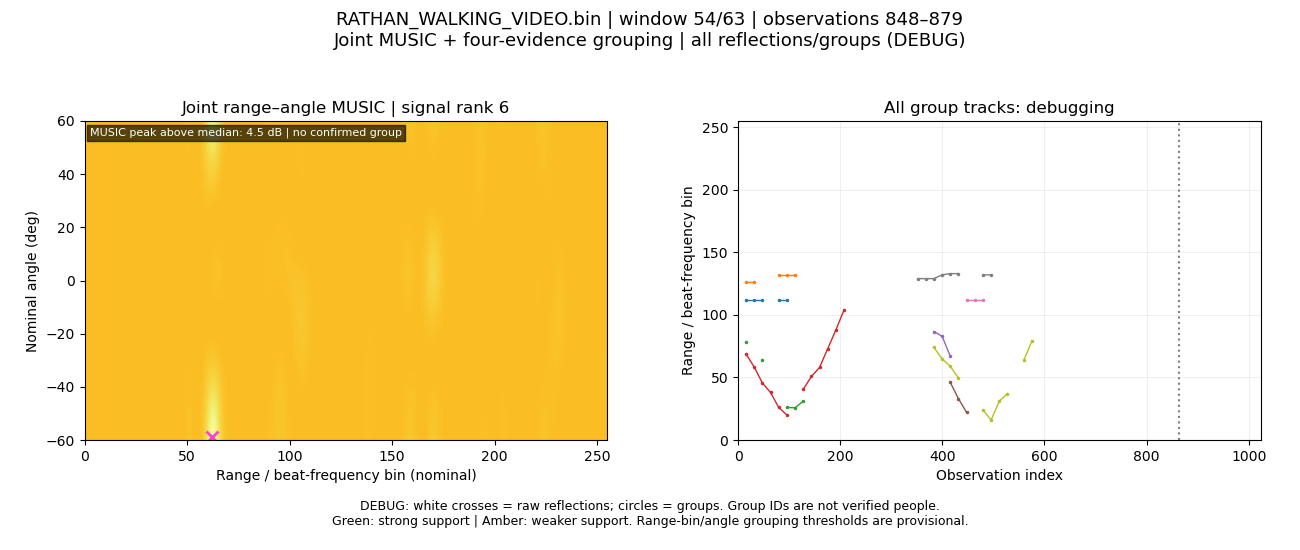 RATHAN_WALKING_VIDEO.bin | window 54/63 | observations 848–879
Joint MUSIC + four-evidence grouping | all reflections/groups (DEBUG)
Joint range–angle MUSIC | signal rank 6
MUSIC peak above median: 4.5 dB | no confirmed group
60
40
20
0
−20
−40
−60
Nominal angle (deg)
0 50 100 150 200 250
Range / beat-frequency bin (nominal)
All group tracks: debugging
250
200
150
100
50
0
Range / beat-frequency bin
0 200 400 600 800 1000
Observation index
DEBUG: white crosses = raw reflections; circles = groups. Group IDs are not verified people.
Green: strong support | Amber: weaker support. Range-bin/angle grouping thresholds are provisional.